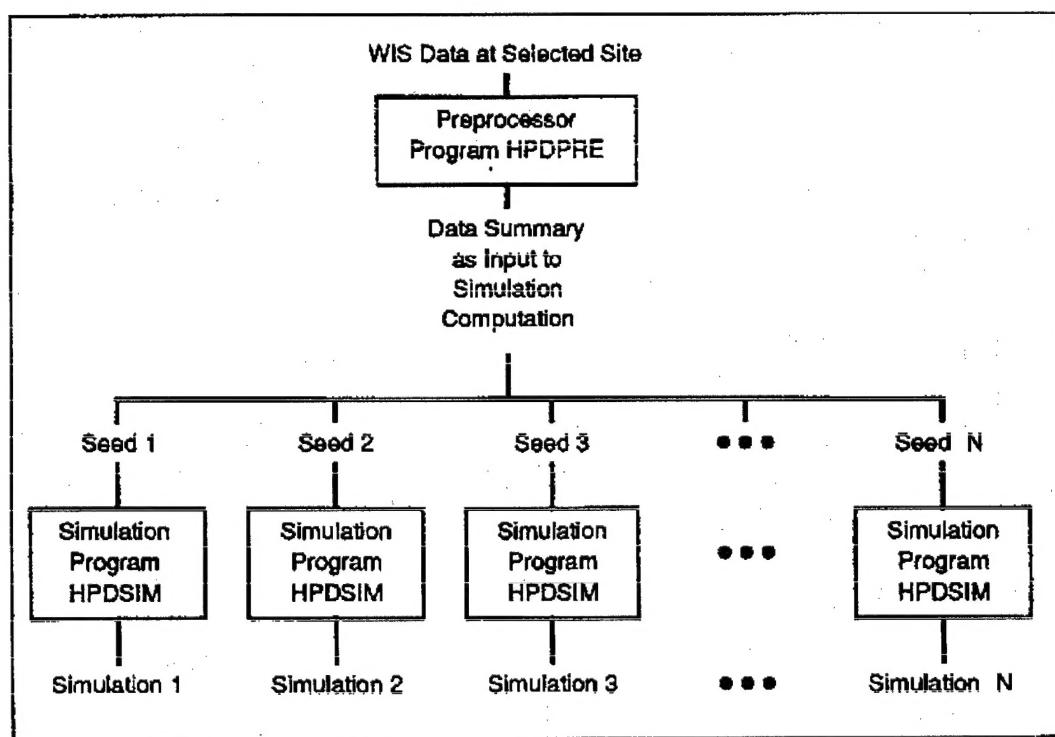 WIS Data at Selected Site
Preprocessor
Program HPDPRE
Data Summary
as Input to
Simulation
Computation
Seed 1
Seed 2
Seed 3
Seed N
Simulation
Program
HPDSIM
Simulation
Program
HPDSIM
Simulation
Program
HPDSIM
Simulation
Program
HPDSIM
Simulation 1
Simulation 2
Simulation 3
Simulation N